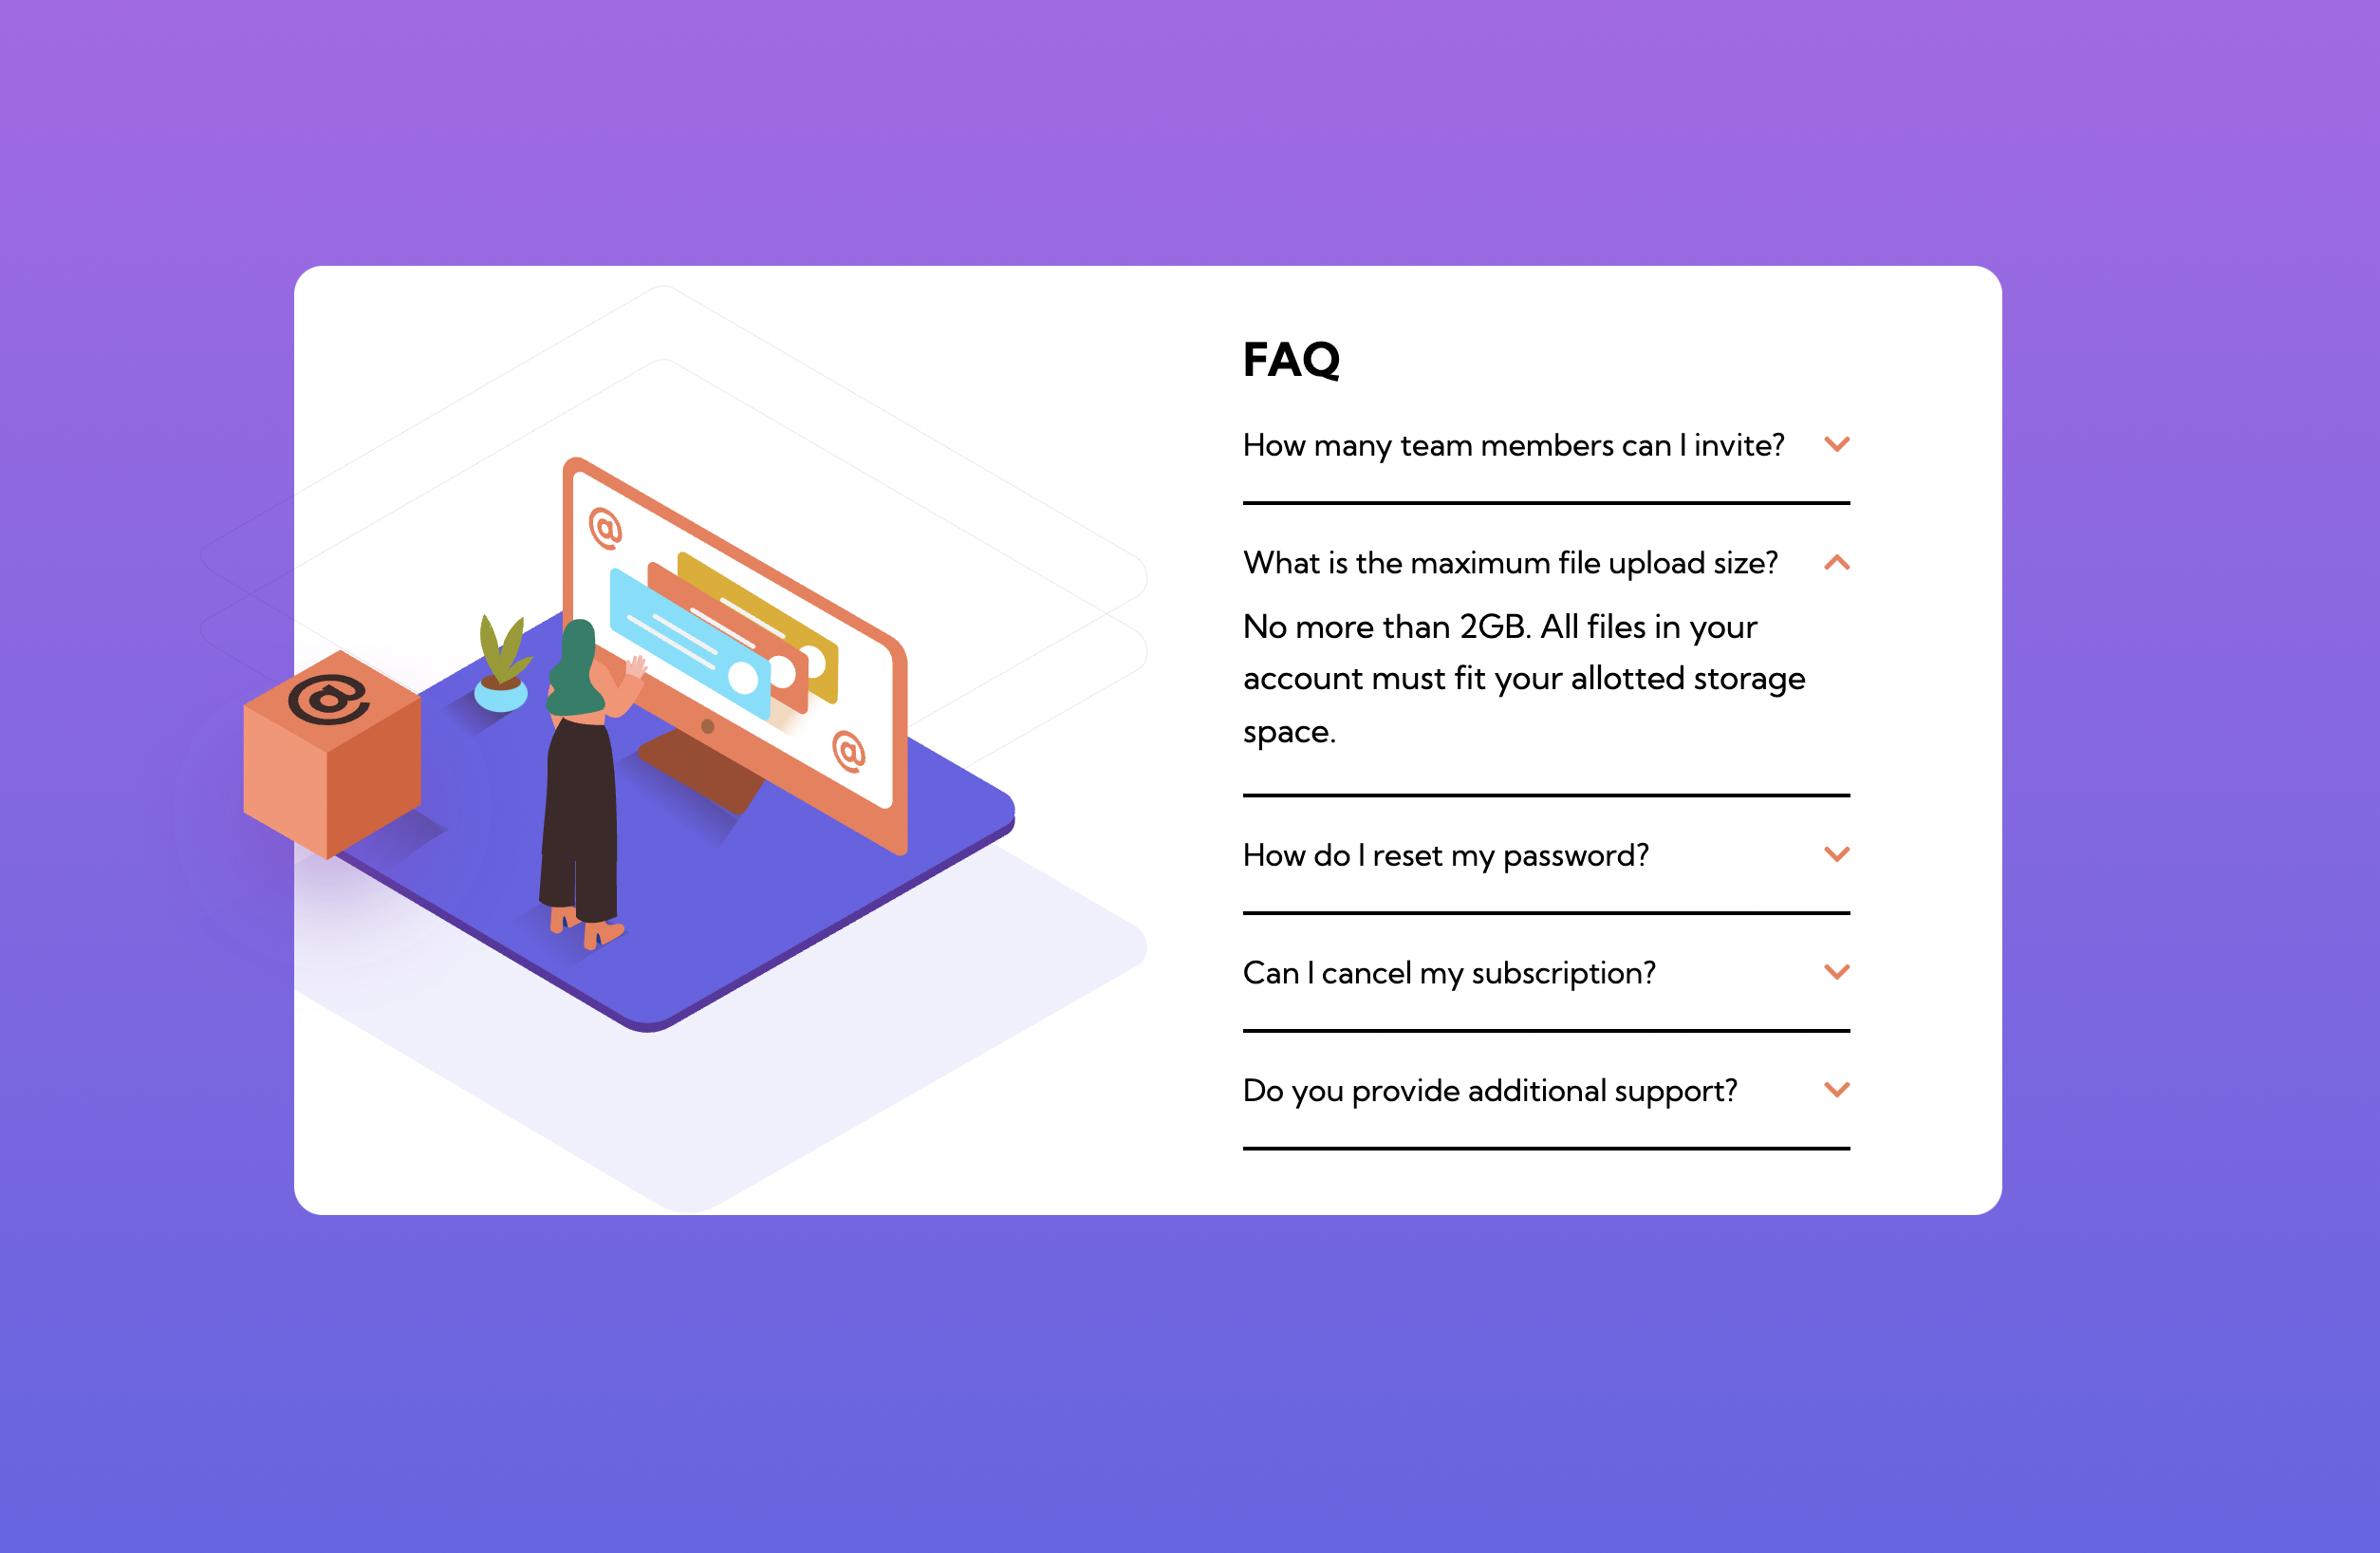 FAQ
How many team members can I invite?
What is the maximum file upload size?
No more than 2GB. All files in your
account must fit your allotted storage
space.
How do I reset my password?
Can I cancel my subscription?
Do you provide additional support?
@
@
@